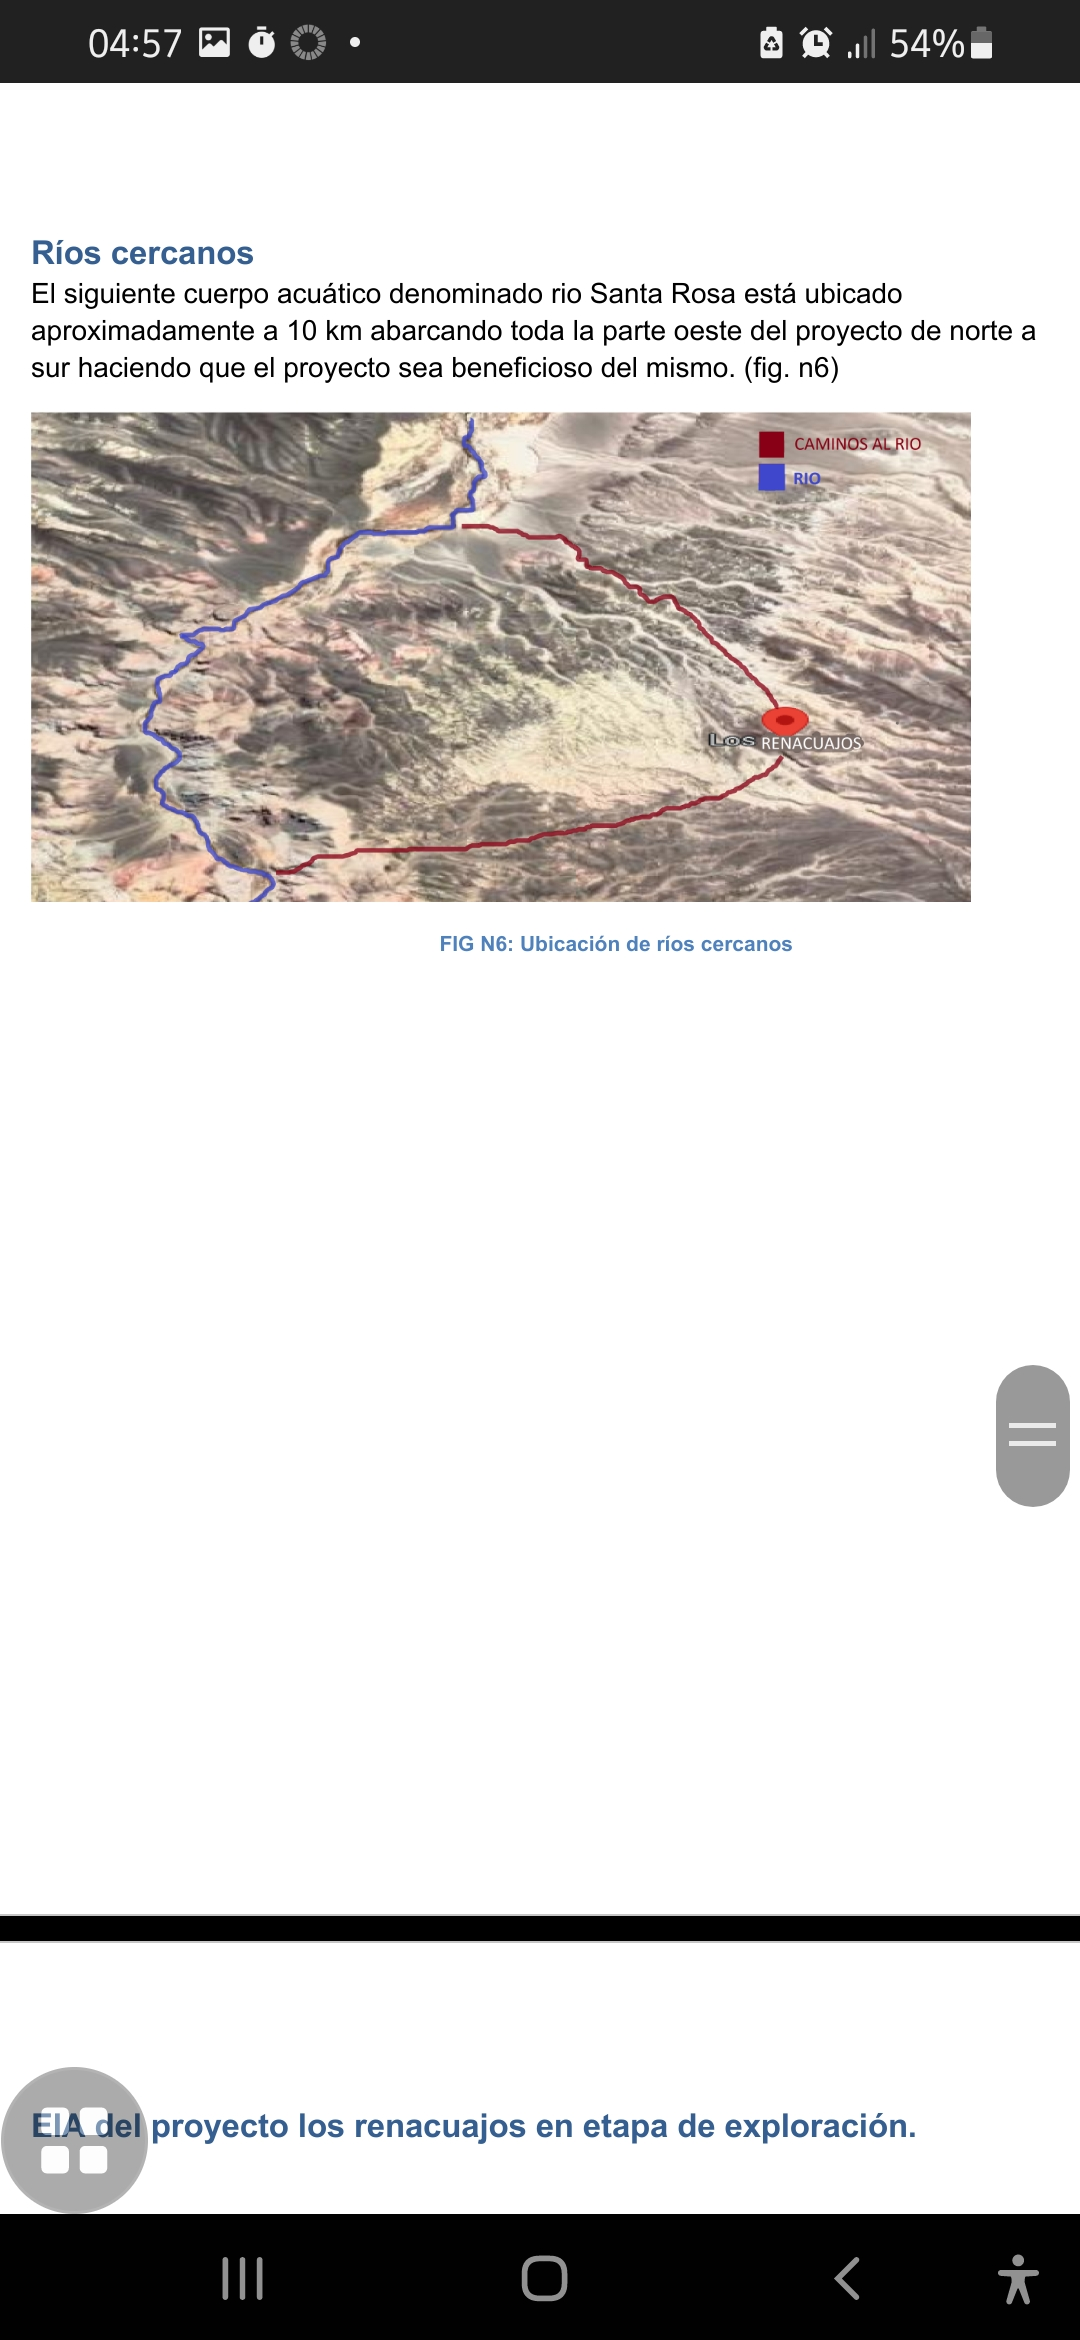 04:57
54%
Ríos cercanos
El siguiente cuerpo acuático denominado rio Santa Rosa está ubicado
aproximadamente a 10 km abarcando toda la parte oeste del proyecto de norte a
sur haciendo que el proyecto sea beneficioso del mismo. (fig. n6)
CAMINOS AL RIO
RIO
Los RENACUAJOS
FIG N6: Ubicación de ríos cercanos
EIA del proyecto los renacuajos en etapa de exploración.